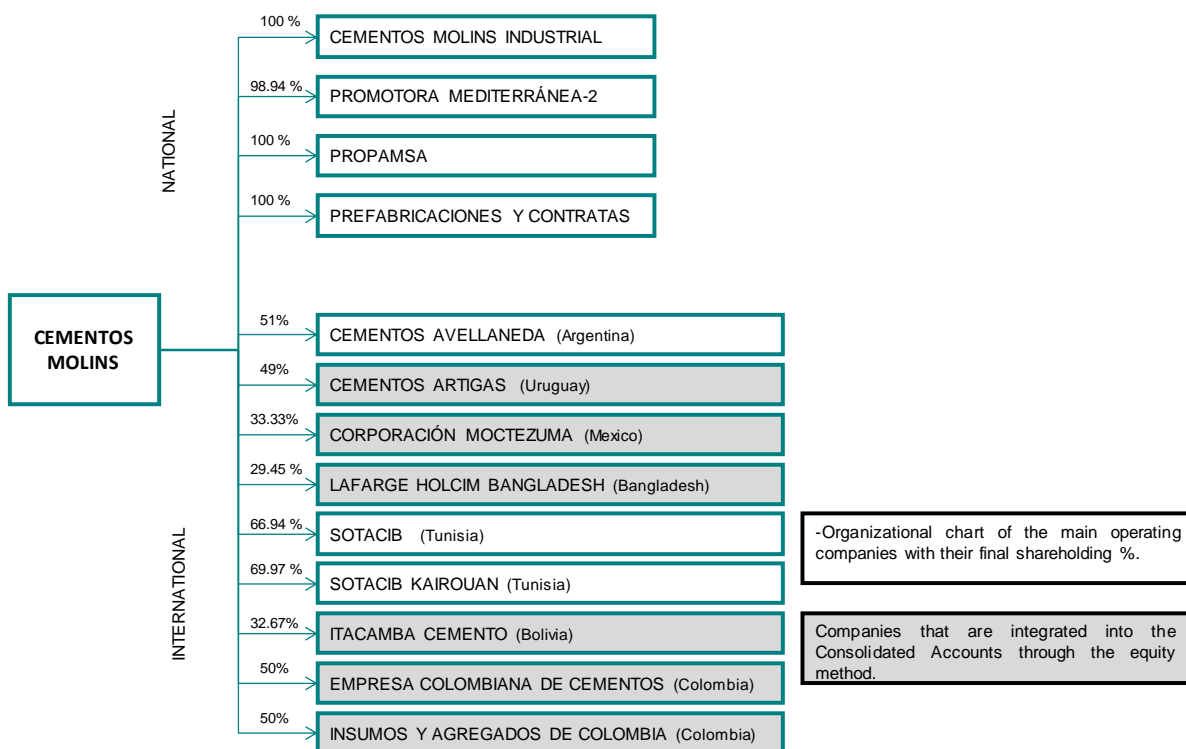 100 %
CEMENTOS MOLINS INDUSTRIAL
98.94 %
PROMOTORA MEDITERRÁNEA-2
NATIONAL
100 %
PROPAMSA
100 %
PREFABRICACIONES Y CONTRATAS
CEMENTOS
MOLINS
51%
CEMENTOS AVELLANEDA (Argentina)
49%
CEMENTOS ARTIGAS (Uruguay)
33.33%
CORPORACIÓN MOCTEZUMA (Mexico)
29.45 %
LAFARGE HOLCIM BANGLADESH (Bangladesh)
66.94 %
SOTACIB (Tunisia)
69.97 %
SOTACIB KAIROUAN (Tunisia)
INTERNATIONAL
32.67%
ITACAMBA CEMENTO (Bolivia)
50%
EMPRESA COLOMBIANA DE CEMENTOS (Colombia)
50%
INSUMOS Y AGREGADOS DE COLOMBIA (Colombia)
-Organizational chart of the main operating
companies with their final shareholding %.
Companies that are integrated into the
Consolidated Accounts through the equity
method.